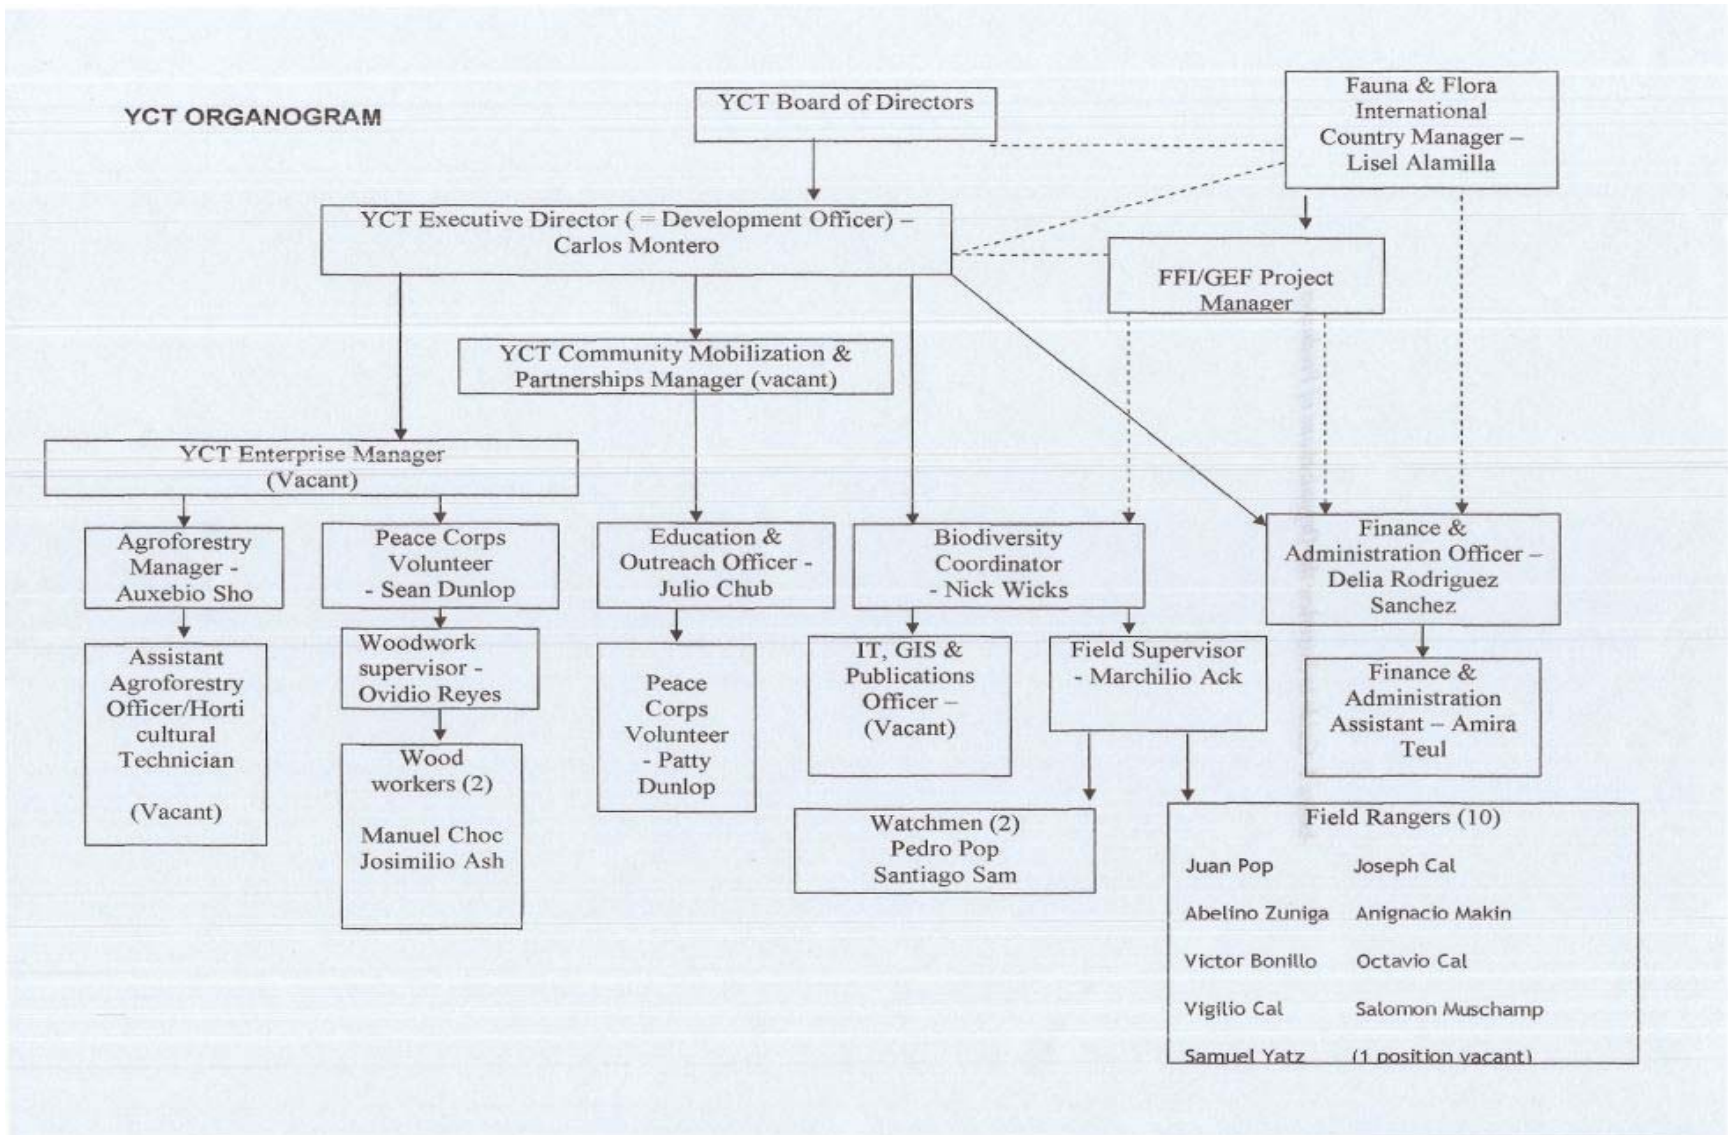 YCT ORGANOGRAM
YCT Board of Directors
Fauna & Flora
International
Country Manager –
Lisel Alamilla
YCT Executive Director ( = Development Officer) –
Carlos Montero
FFI/GEF Project
Manager
YCT Community Mobilization &
Partnerships Manager (vacant)
YCT Enterprise Manager
(Vacant)
Agroforestry
Manager -
Auxebio Sho
Peace Corps
Volunteer
- Sean Dunlop
Education &
Outreach Officer -
Julio Chub
Biodiversity
Coordinator
- Nick Wicks
Finance &
Administration Officer –
Delia Rodriguez
Sanchez
Assistant
Agroforestry
Officer/Horti
cultural
Technician
(Vacant)
Woodwork
supervisor -
Ovidio Reyes
Wood
workers (2)
Manuel Choc
Josimilio Ash
Peace
Corps
Volunteer
- Patty
Dunlop
IT, GIS &
Publications
Officer –
(Vacant)
Field Supervisor
- Marchilio Ack
Finance &
Administration
Assistant – Amira
Teul
Watchmen (2)
Pedro Pop
Santiago Sam
Field Rangers (10)
Juan Pop Joseph Cal
Abelino Zuniga Anignacio Makin
Victor Bonillo Octavio Cal
Vigilio Cal Salomon Muschamp
Samuel Yatz (1 position vacant)